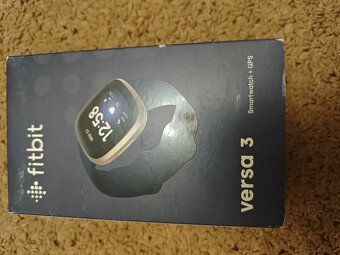 fitbit
versa 3
Smartwatch + GPS
12:58